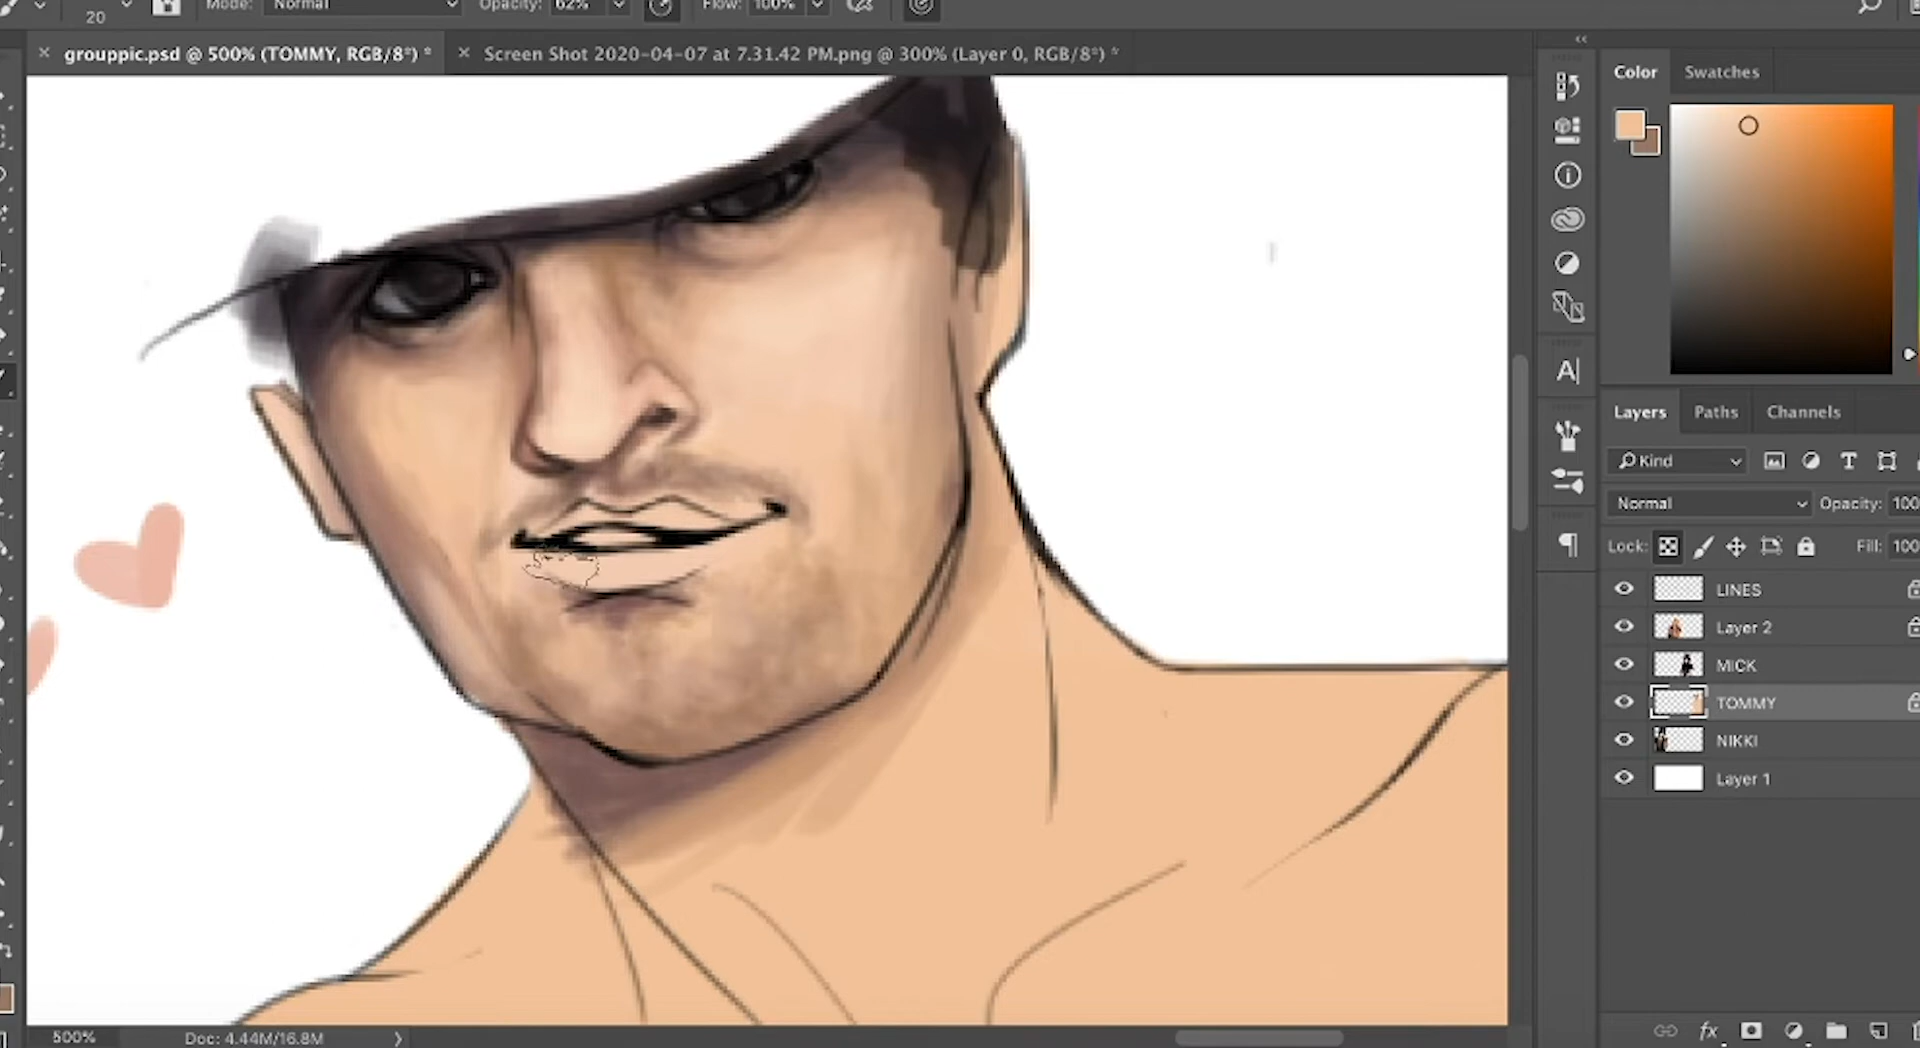 20 Mode: Normal Opacity: 62% Flow: 100%
× grouppic.psd @ 500% (TOMMY, RGB/8*) * × Screen Shot 2020-04-07 at 7.31.42 PM.png @ 300% (Layer 0, RGB/8*) *
Color Swatches
Layers Paths Channels
Kind
Normal Opacity: 100
Lock: Fill: 100
LINES
Layer 2
MICK
TOMMY
NIKKI
Layer 1
500% Doc: 4.44M/16.8M
fx